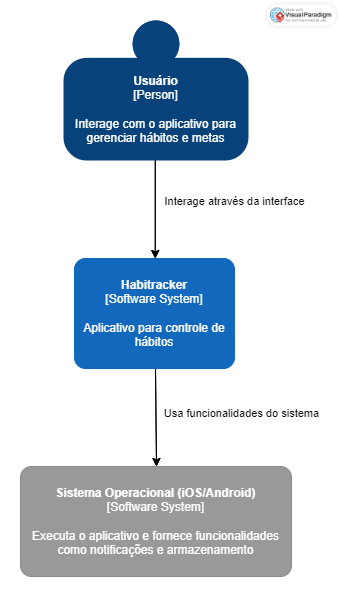 VisualParadigm
Usuário
[Person]
Interage com o aplicativo para
gerenciar hábitos e metas
Interage através da interface
Habitracker
[Software System]
Aplicativo para controle de
hábitos
Usa funcionalidades do sistema
Sistema Operacional (iOS/Android)
[Software System]
Executa o aplicativo e fornece funcionalidades
como notificações e armazenamento